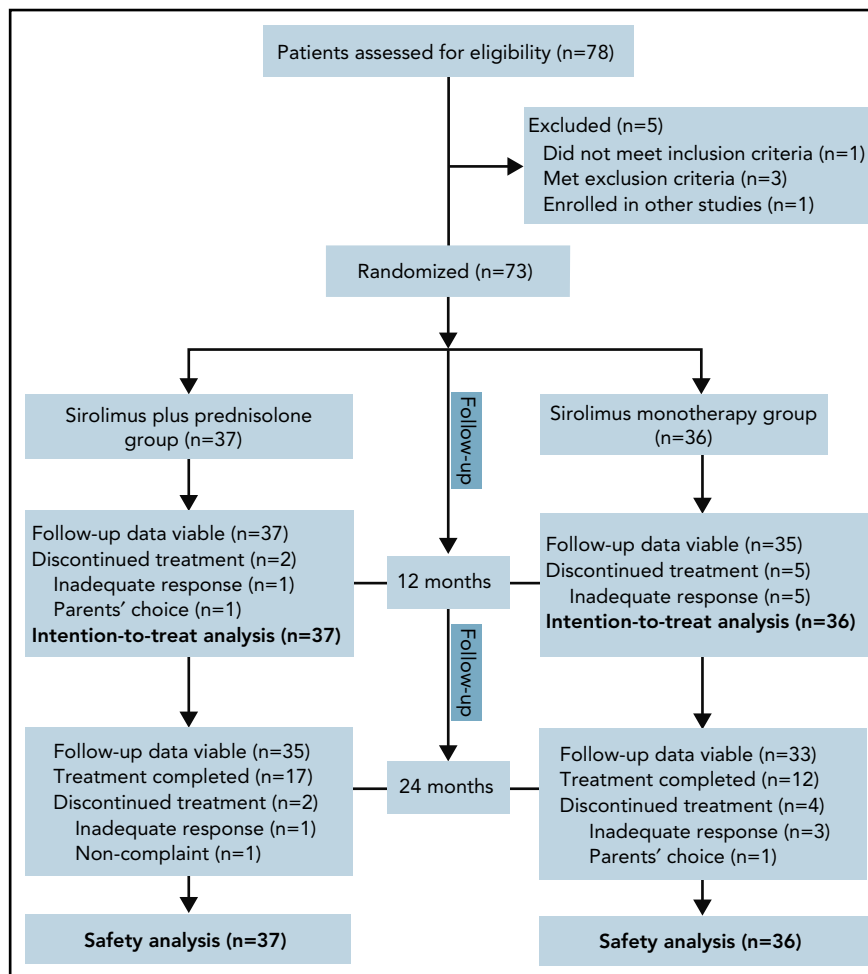 Patients assessed for eligibility (n=78)
Excluded (n=5)
Did not meet inclusion criteria (n=1)
Met exclusion criteria (n=3)
Enrolled in other studies (n=1)
Randomized (n=73)
Sirolimus plus prednisolone
group (n=37)
Follow-up
Sirolimus monotherapy group
(n=36)
Follow-up data viable (n=37)
Discontinued treatment (n=2)
Inadequate response (n=1)
Parents' choice (n=1)
Intention-to-treat analysis (n=37)
12 months
Follow-up data viable (n=35)
Discontinued treatment (n=5)
Inadequate response (n=5)
Intention-to-treat analysis (n=36)
Follow-up
Follow-up data viable (n=35)
Treatment completed (n=17)
Discontinued treatment (n=2)
Inadequate response (n=1)
Non-complaint (n=1)
24 months
Follow-up data viable (n=33)
Treatment completed (n=12)
Discontinued treatment (n=4)
Inadequate response (n=3)
Parents' choice (n=1)
Safety analysis (n=37)
Safety analysis (n=36)